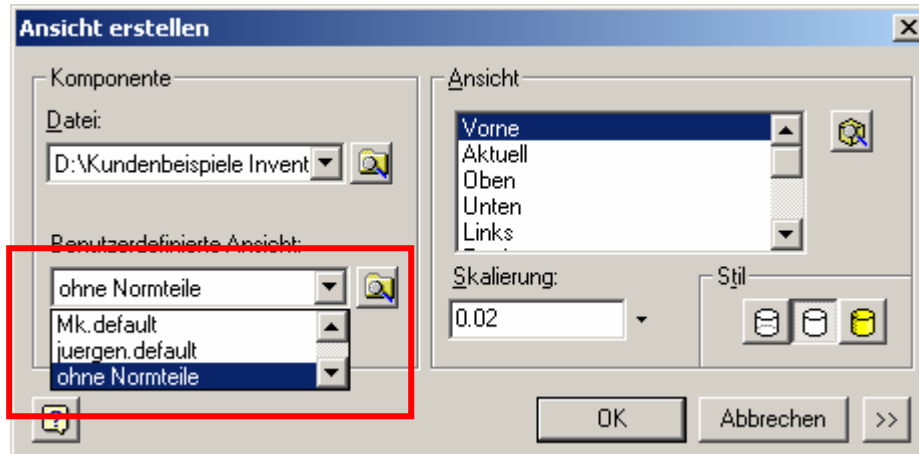 Ansicht erstellen
Komponente
Datei:
D:\Kundenbeispiele Invent
Benutzerdefinierte Ansicht:
ohne Normteile
Mk.default
juergen.default
ohne Normteile
Ansicht
Vorne
Aktuell
Oben
Unten
Links
Skalierung:
0.02
Stil
OK
Abbrechen
>>